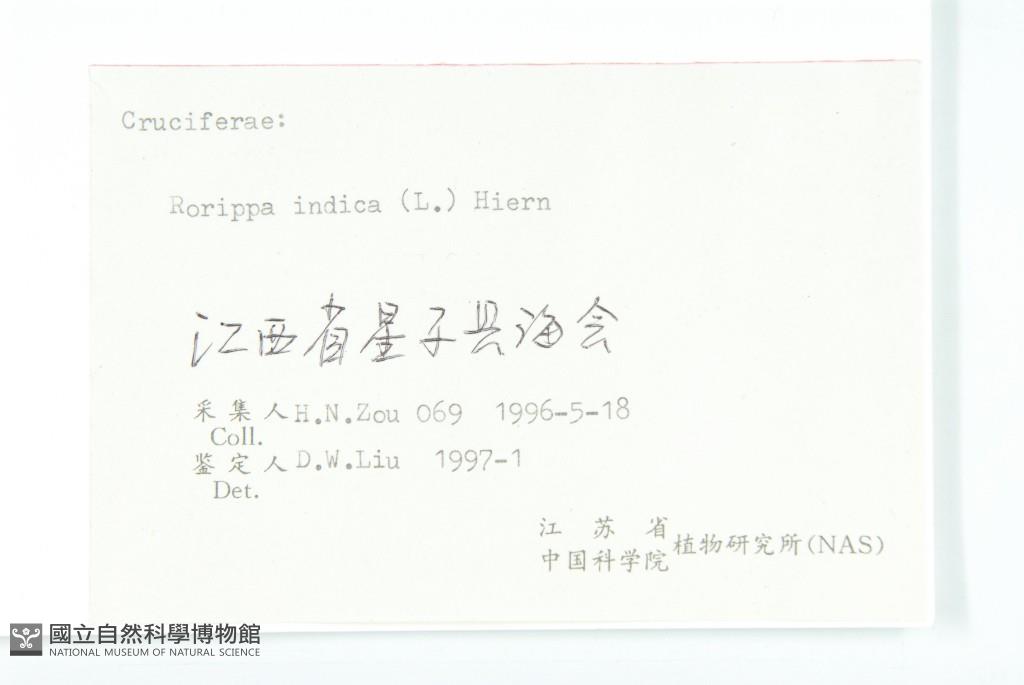 Cruciferae:
Rorippa indica (L.) Hiern
江西省星子县海会
采集人 H.N.Zou 069 1996-5-18
Coll.
鉴定人 D.W.Liu 1997-1
Det.
江苏省
中国科学院 植物研究所(NAS)
國立自然科學博物館
NATIONAL MUSEUM OF NATURAL SCIENCE